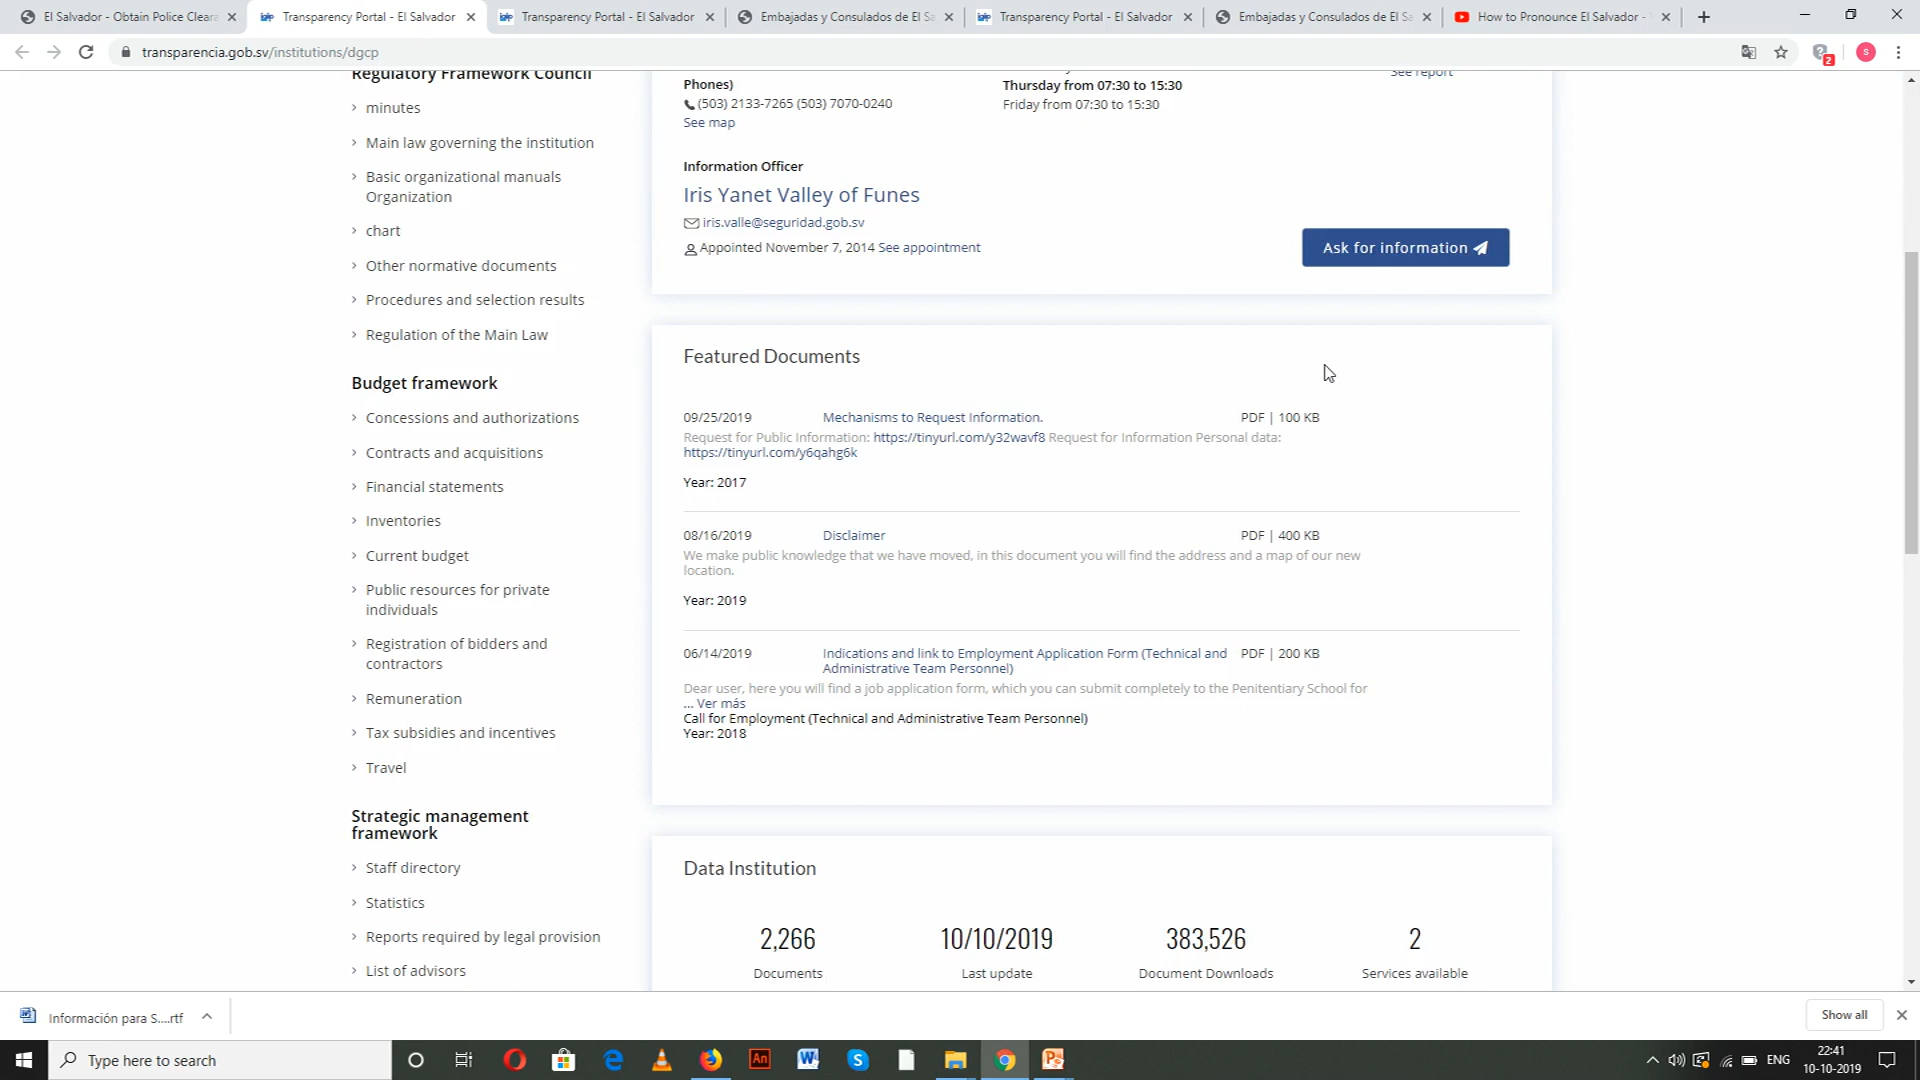 El Salvador - Obtain Police Cleara
Transparency Portal - El Salvador
Transparency Portal - El Salvador
Embajadas y Consulados de El Sa
Transparency Portal - El Salvador
Embajadas y Consulados de El Sa
How to Pronounce El Salvador -
transparencia.gob.sv/institutions/dgcp
2
S
Regulatory Framework Council
minutes
Main law governing the institution
Basic organizational manuals
Organization
chart
Other normative documents
Procedures and selection results
Regulation of the Main Law
Budget framework
Concessions and authorizations
Contracts and acquisitions
Financial statements
Inventories
Current budget
Public resources for private
individuals
Registration of bidders and
contractors
Remuneration
Tax subsidies and incentives
Travel
Strategic management
framework
Staff directory
Statistics
Reports required by legal provision
List of advisors
Phones)
(503) 2133-7265 (503) 7070-0240
See map
Thursday from 07:30 to 15:30
Friday from 07:30 to 15:30
See report
Information Officer
Iris Yanet Valley of Funes
iris.valle@seguridad.gob.sv
Appointed November 7, 2014 See appointment
Ask for information
Featured Documents
09/25/2019 Mechanisms to Request Information. PDF | 100 KB
Request for Public Information: https://tinyurl.com/y32wavf8 Request for Information Personal data:
https://tinyurl.com/y6qahg6k
Year: 2017
08/16/2019 Disclaimer PDF | 400 KB
We make public knowledge that we have moved, in this document you will find the address and a map of our new
location.
Year: 2019
06/14/2019 Indications and link to Employment Application Form (Technical and PDF | 200 KB
Administrative Team Personnel)
Dear user, here you will find a job application form, which you can submit completely to the Penitentiary School for
... Ver más
Call for Employment (Technical and Administrative Team Personnel)
Year: 2018
Data Institution
2,266 10/10/2019 383,526 2
Documents Last update Document Downloads Services available
Información para S....rtf
Show all
Type here to search
ENG
22:41
10-10-2019